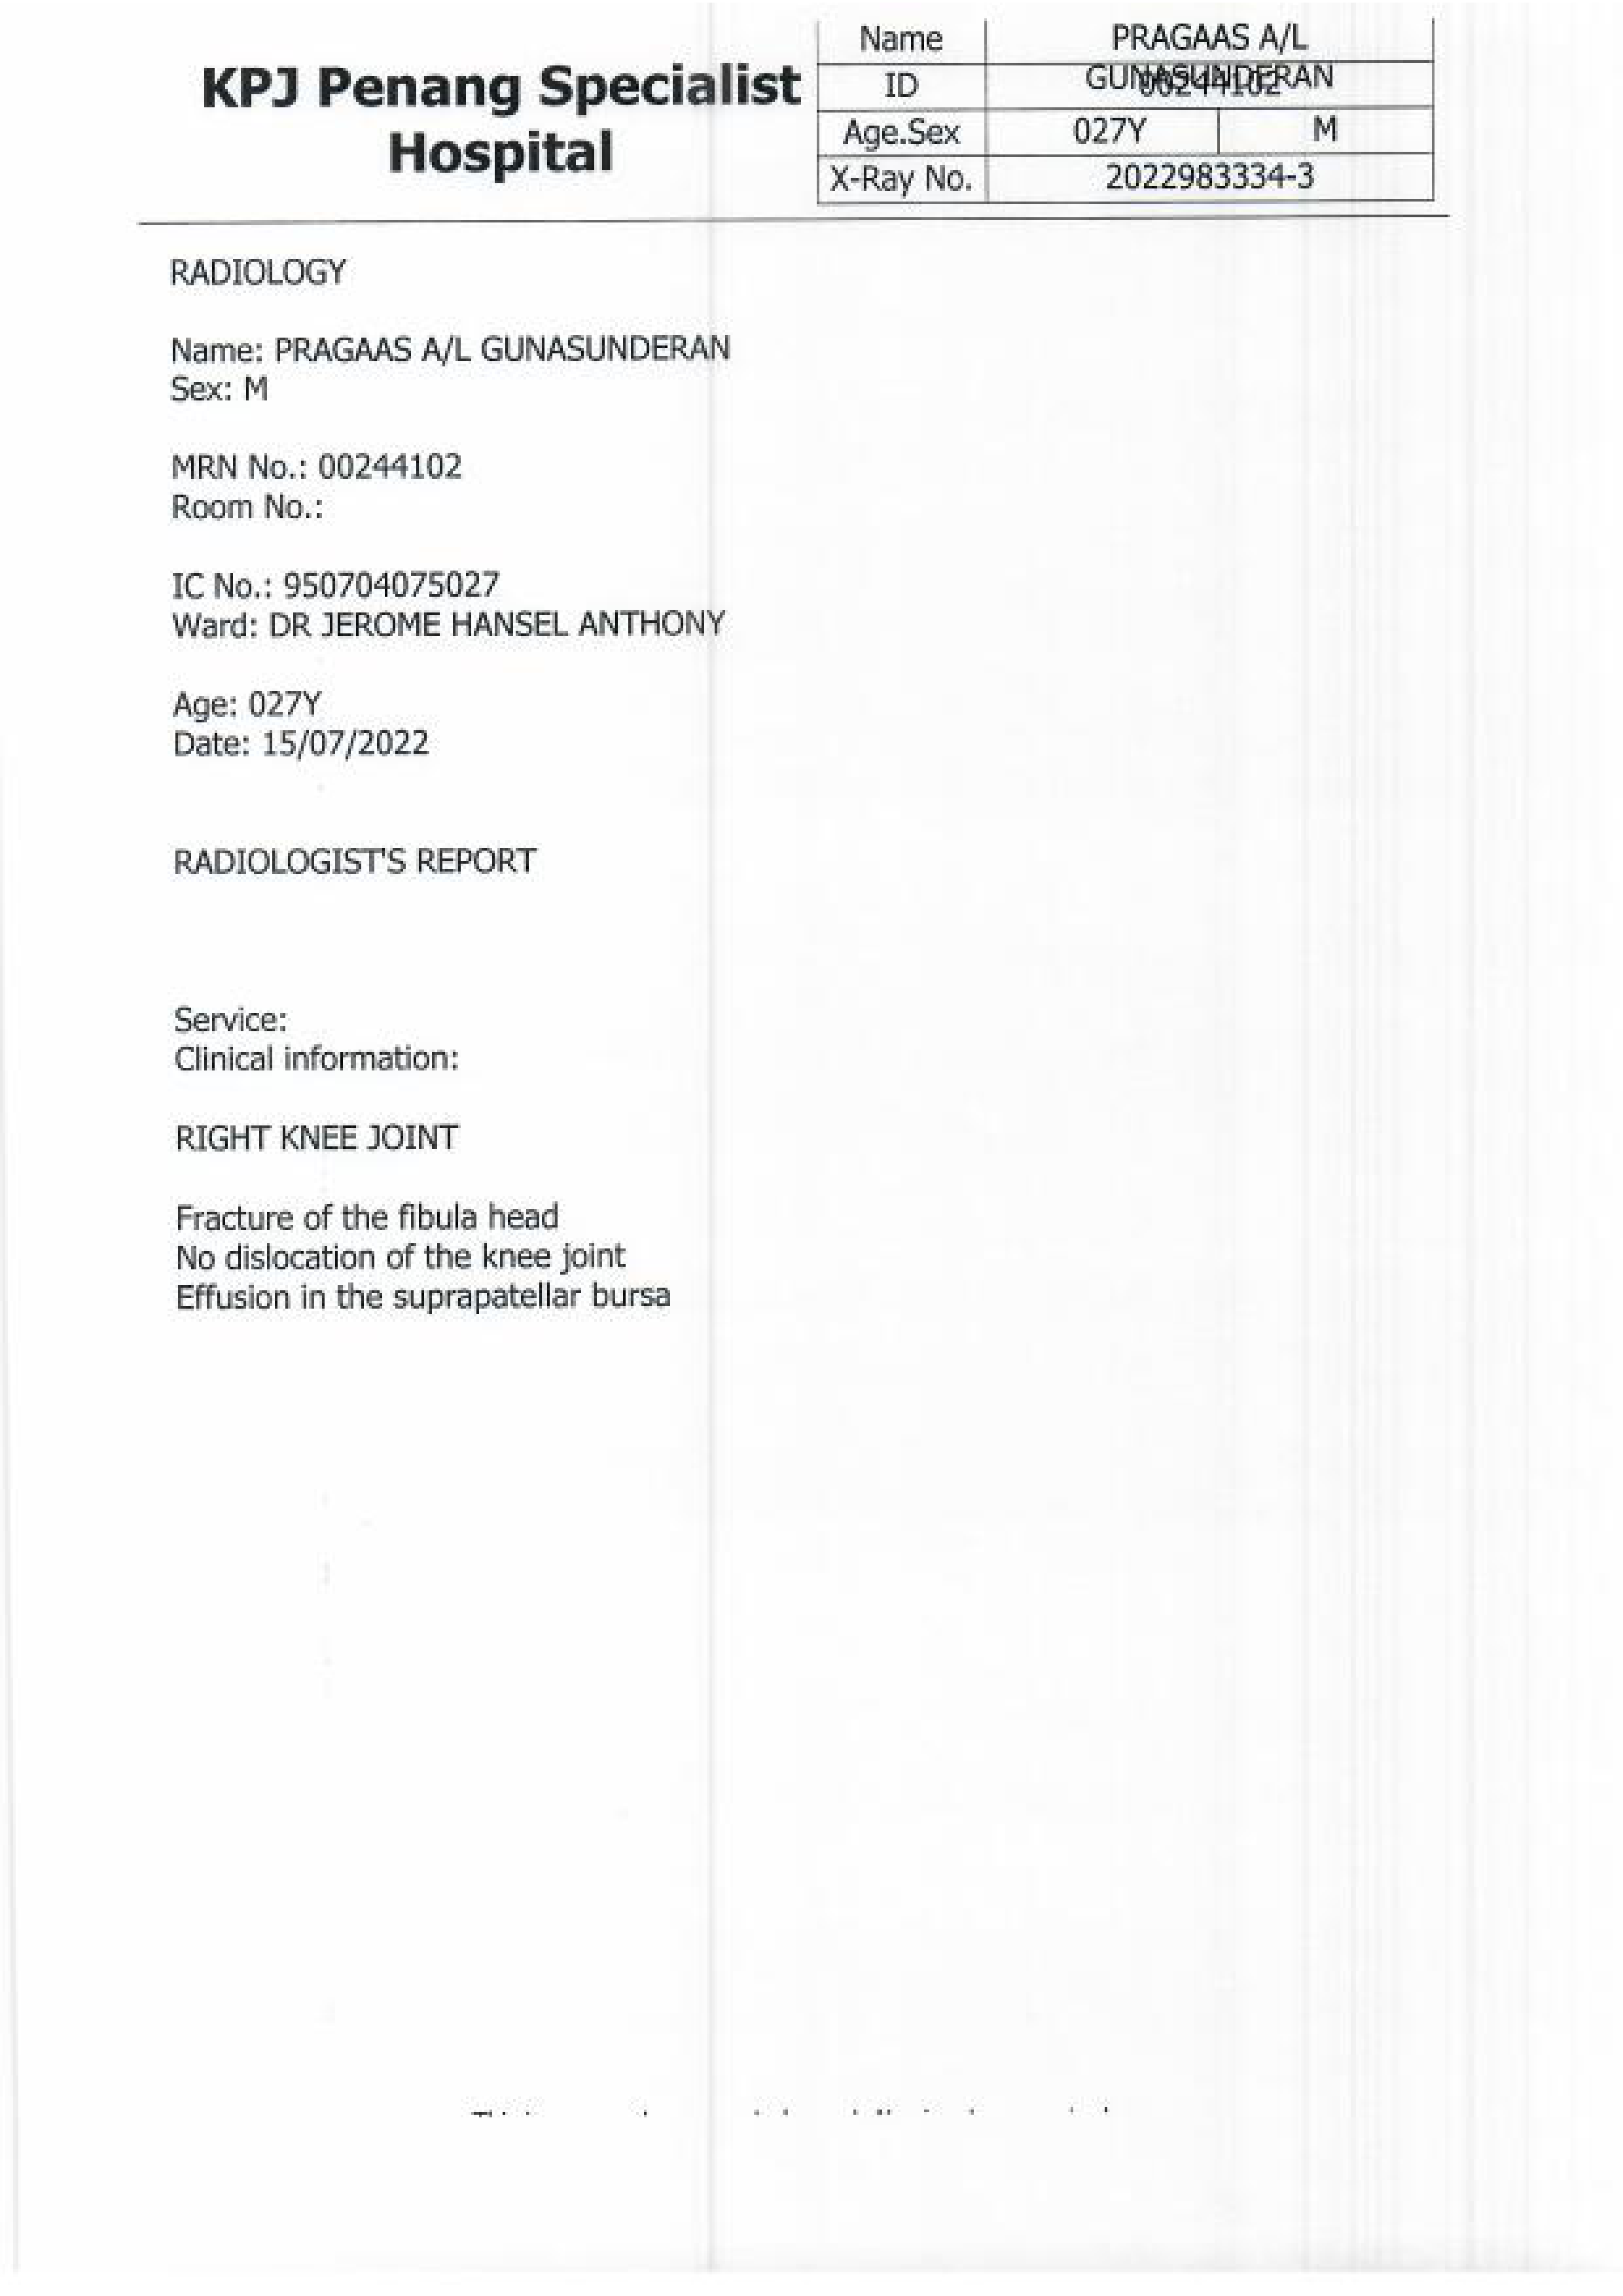 KPJ Penang Specialist
Hospital
Name PRAGAAS A/L
GUNASUNDERAN
ID 00244102
Age.Sex 027Y M
X-Ray No. 2022983334-3
RADIOLOGY
Name: PRAGAAS A/L GUNASUNDERAN
Sex: M
MRN No.: 00244102
Room No.:
IC No.: 950704075027
Ward: DR JEROME HANSEL ANTHONY
Age: 027Y
Date: 15/07/2022
RADIOLOGIST'S REPORT
Service:
Clinical information:
RIGHT KNEE JOINT
Fracture of the fibula head
No dislocation of the knee joint
Effusion in the suprapatellar bursa